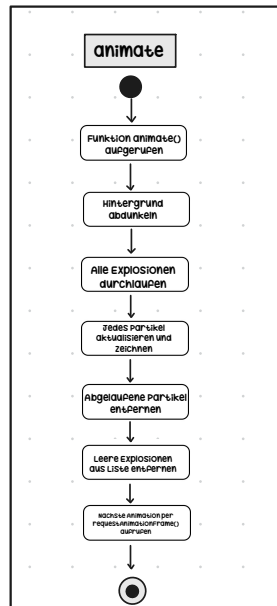 animate
Funktion animate()
aufgerufen
Hintergrund
abdunkeln
Alle Explosionen
durchlaufen
Jedes Partikel
aktualisieren und
zeichnen
Abgelaufene Partikel
entfernen
Leere Explosionen
aus Liste entfernen
Nächste Animation per
requestAnimationFrame()
aufrufen